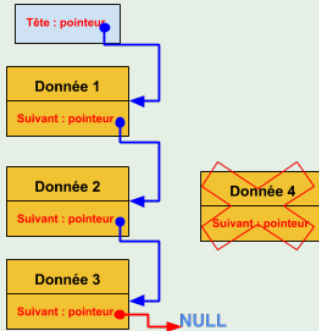 Tête : pointeur
Donnée 1
Suivant : pointeur
Donnée 2
Suivant : pointeur
Donnée 4
Suivant : pointeur
Donnée 3
Suivant : pointeur
NULL